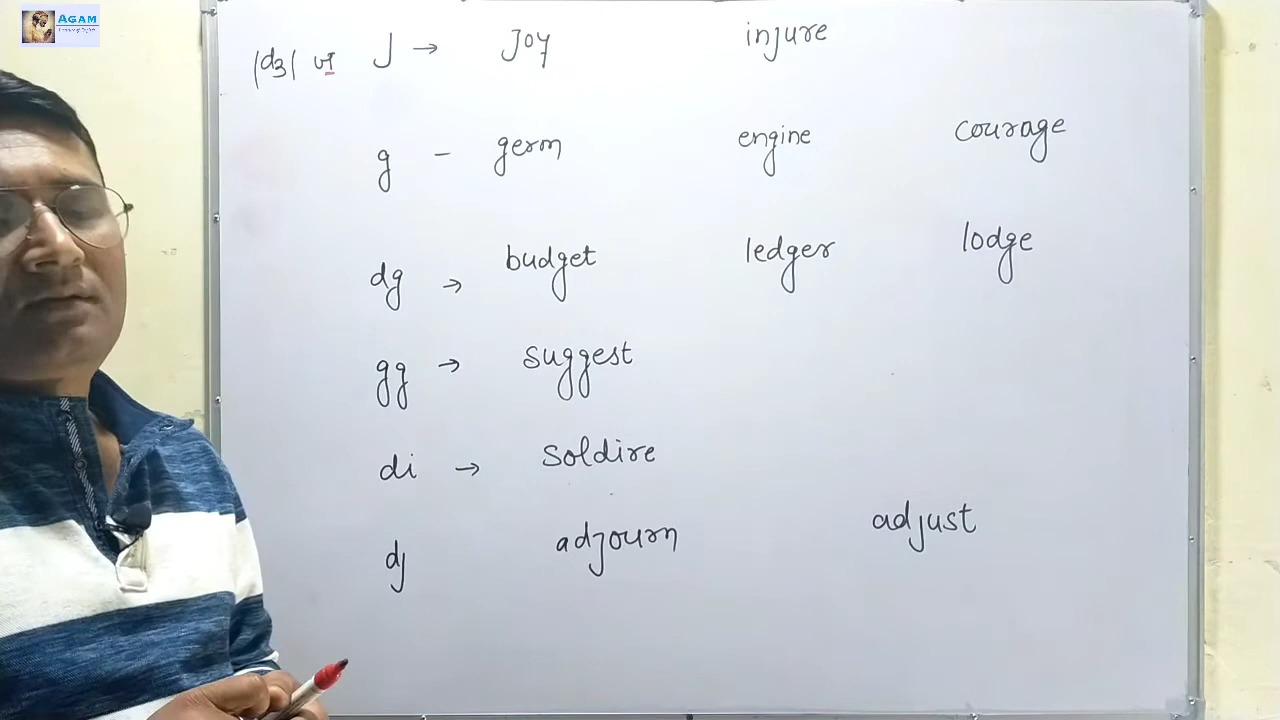 AGAM
/dʒ/ ज J → Joy injure
g - germ engine courage
dg → budget ledger lodge
gg → suggest
di → soldire
dj adjourn adjust